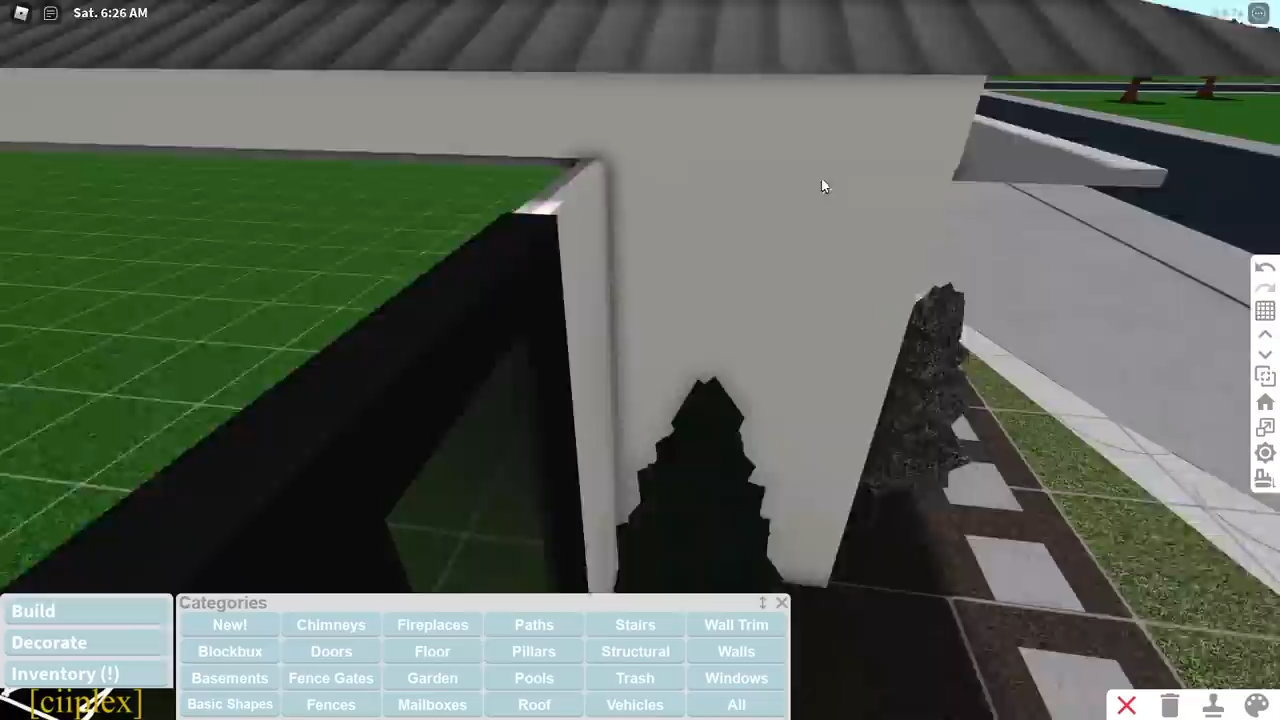 Sat. 6:26 AM
Build
Decorate
Inventory (!)
[ciiplex]
Categories
New! Chimneys Fireplaces Paths Stairs Wall Trim
Blockbux Doors Floor Pillars Structural Walls
Basements Fence Gates Garden Pools Trash Windows
Basic Shapes Fences Mailboxes Roof Vehicles All